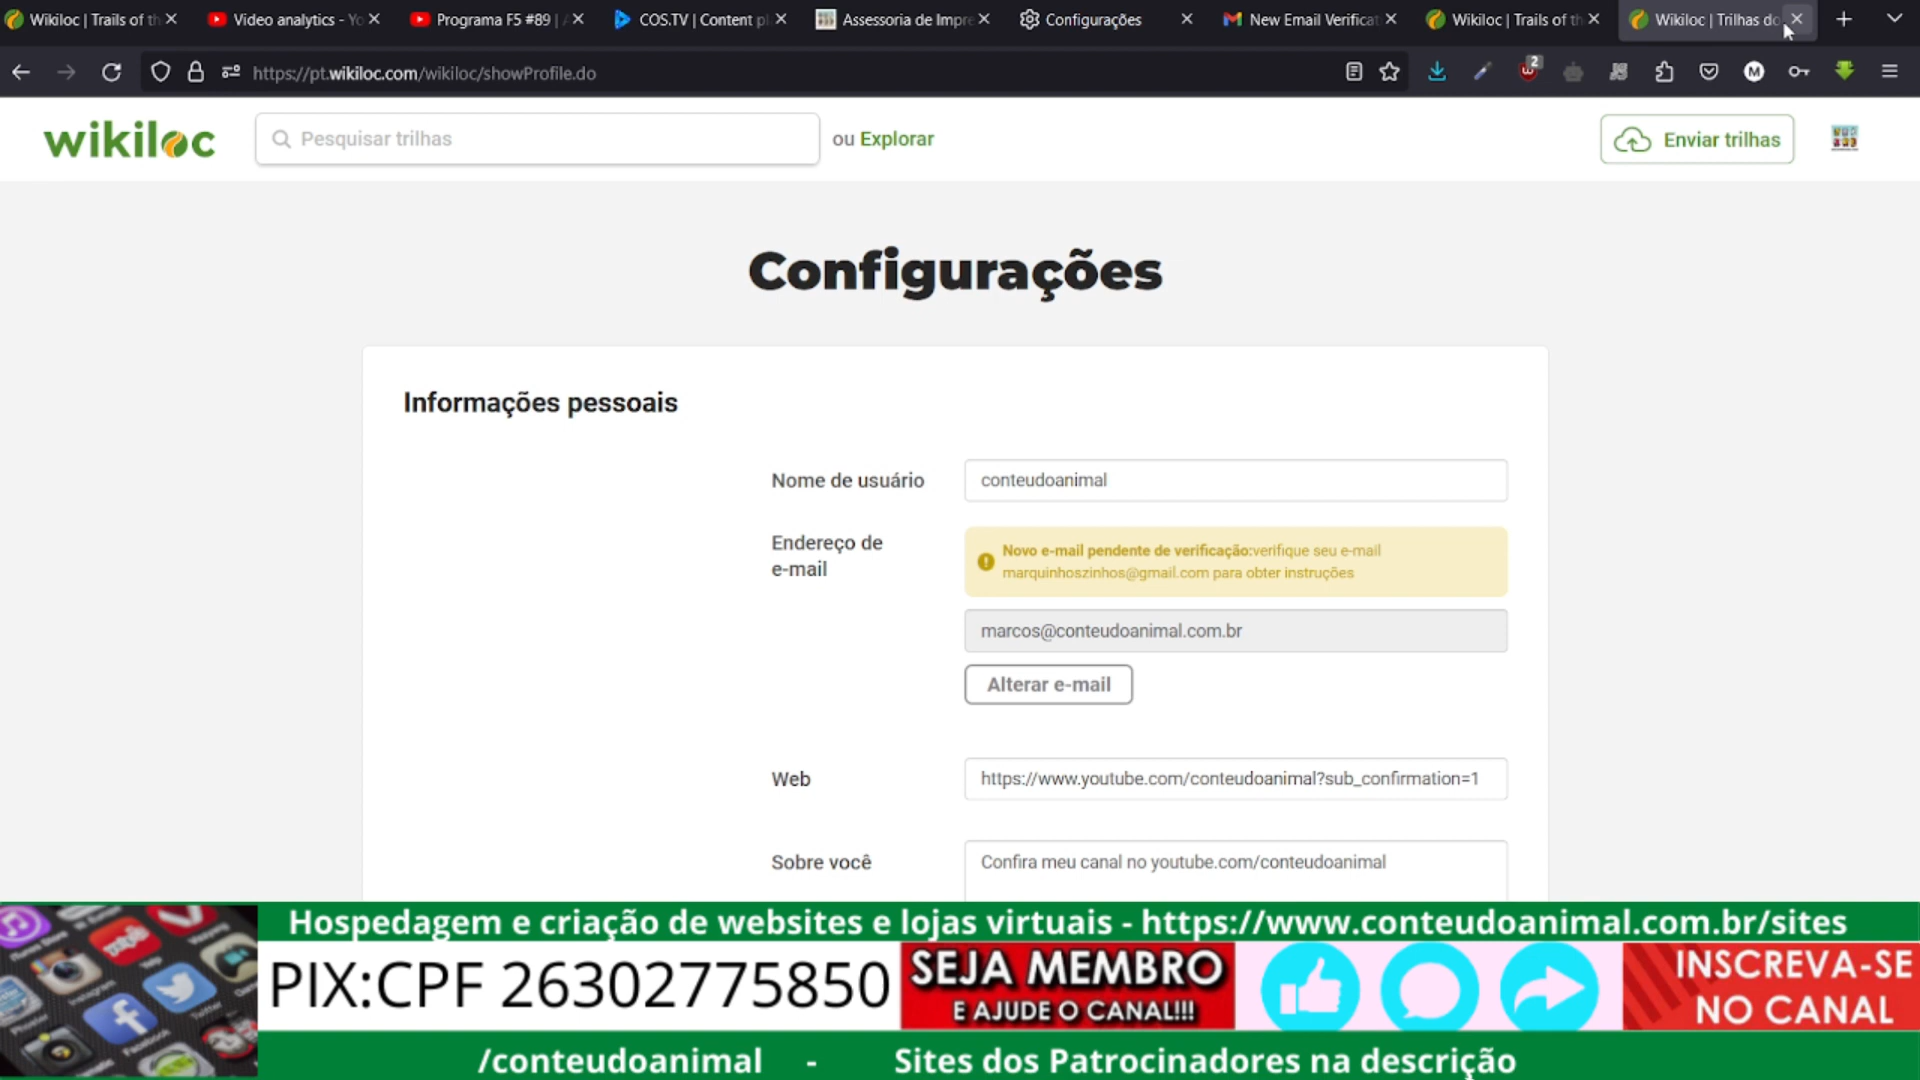 Wikiloc | Trails of th
Video analytics - Yo
Programa F5 #89 | A
COS.TV | Content pl
Assessoria de Impre
Configurações
New Email Verificat
Wikiloc | Trails of th
Wikiloc | Trilhas do
https://pt.wikiloc.com/wikiloc/showProfile.do
2
M
wikiloc
Pesquisar trilhas
ou Explorar
Enviar trilhas
Configurações
Informações pessoais
Nome de usuário
conteudoanimal
Endereço de
e-mail
Novo e-mail pendente de verificação:verifique seu e-mail
marquinhoszinhos@gmail.com para obter instruções
marcos@conteudoanimal.com.br
Alterar e-mail
Web
https://www.youtube.com/conteudoanimal?sub_confirmation=1
Sobre você
Confira meu canal no youtube.com/conteudoanimal
Hospedagem e criação de websites e lojas virtuais - https://www.conteudoanimal.com.br/sites
PIX:CPF 26302775850
SEJA MEMBRO
E AJUDE O CANAL!!!
INSCREVA-SE
NO CANAL
/conteudoanimal - Sites dos Patrocinadores na descrição